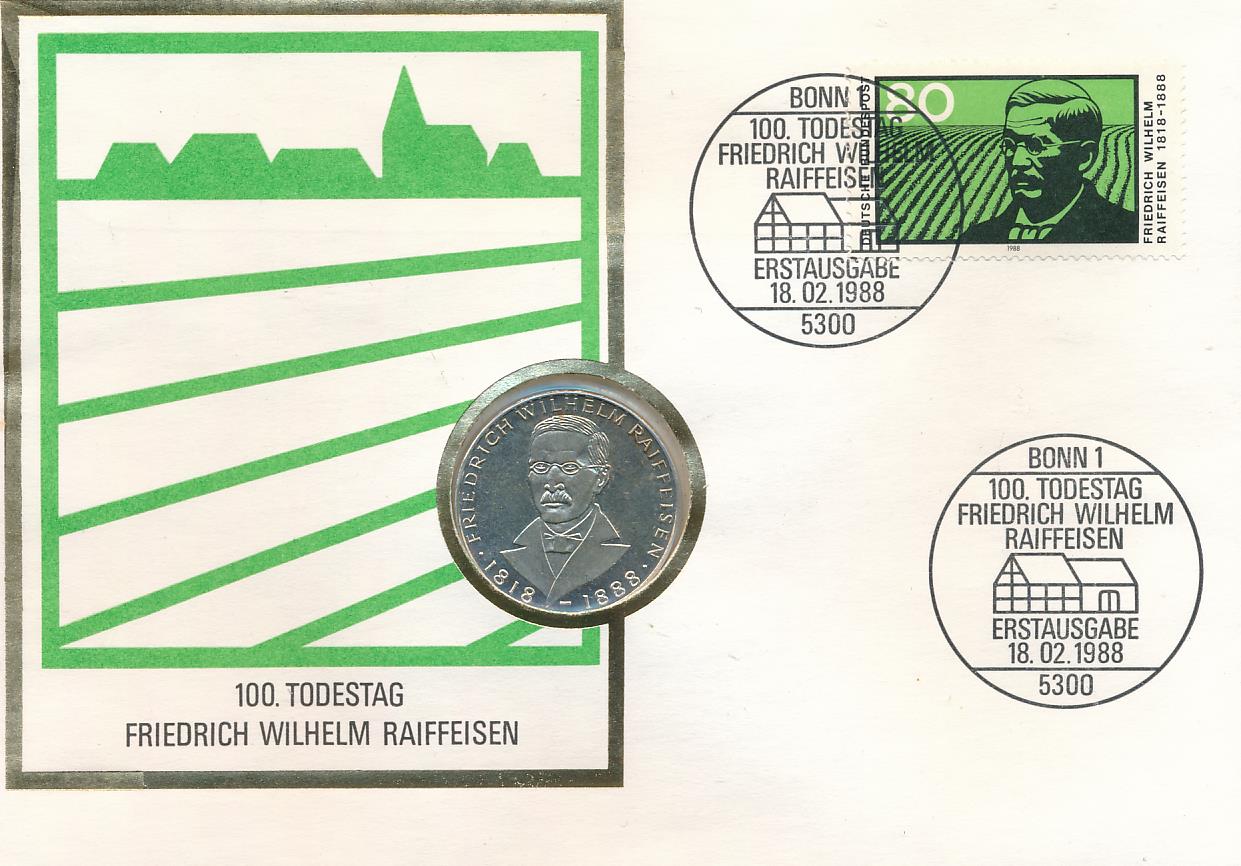 100. TODESTAG
FRIEDRICH WILHELM RAIFFEISEN
· FRIEDRICH WILHELM RAIFFEISEN ·
1818 – 1888
BONN 1
100. TODESTAG
FRIEDRICH WILHELM
RAIFFEISEN
ERSTAUSGABE
18.02.1988
5300
DEUTSCHE BUNDESPOST
80
FRIEDRICH WILHELM
RAIFFEISEN 1818-1888
1988
BONN 1
100. TODESTAG
FRIEDRICH WILHELM
RAIFFEISEN
ERSTAUSGABE
18.02.1988
5300